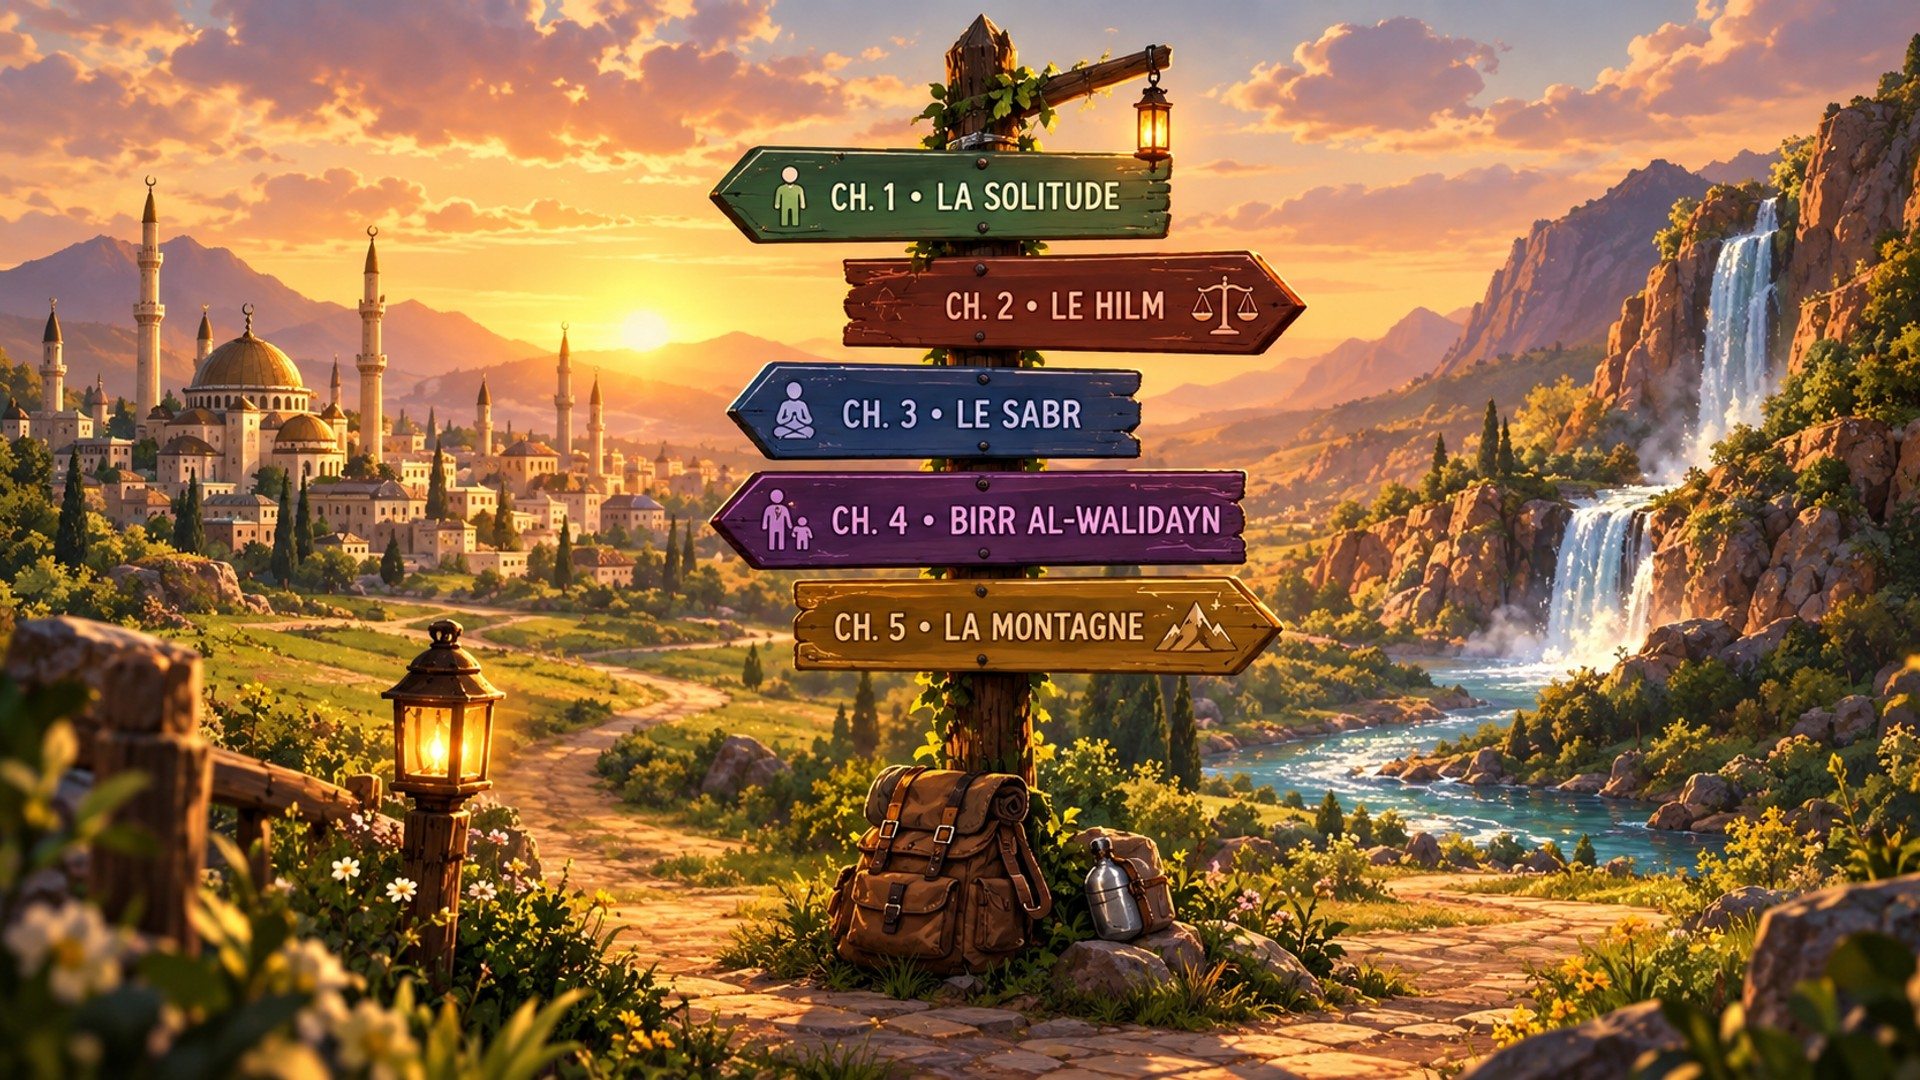 CH. 1 • LA SOLITUDE
CH. 2 • LE HILM
CH. 3 • LE SABR
CH. 4 • BIRR AL-WALIDAYN
CH. 5 • LA MONTAGNE